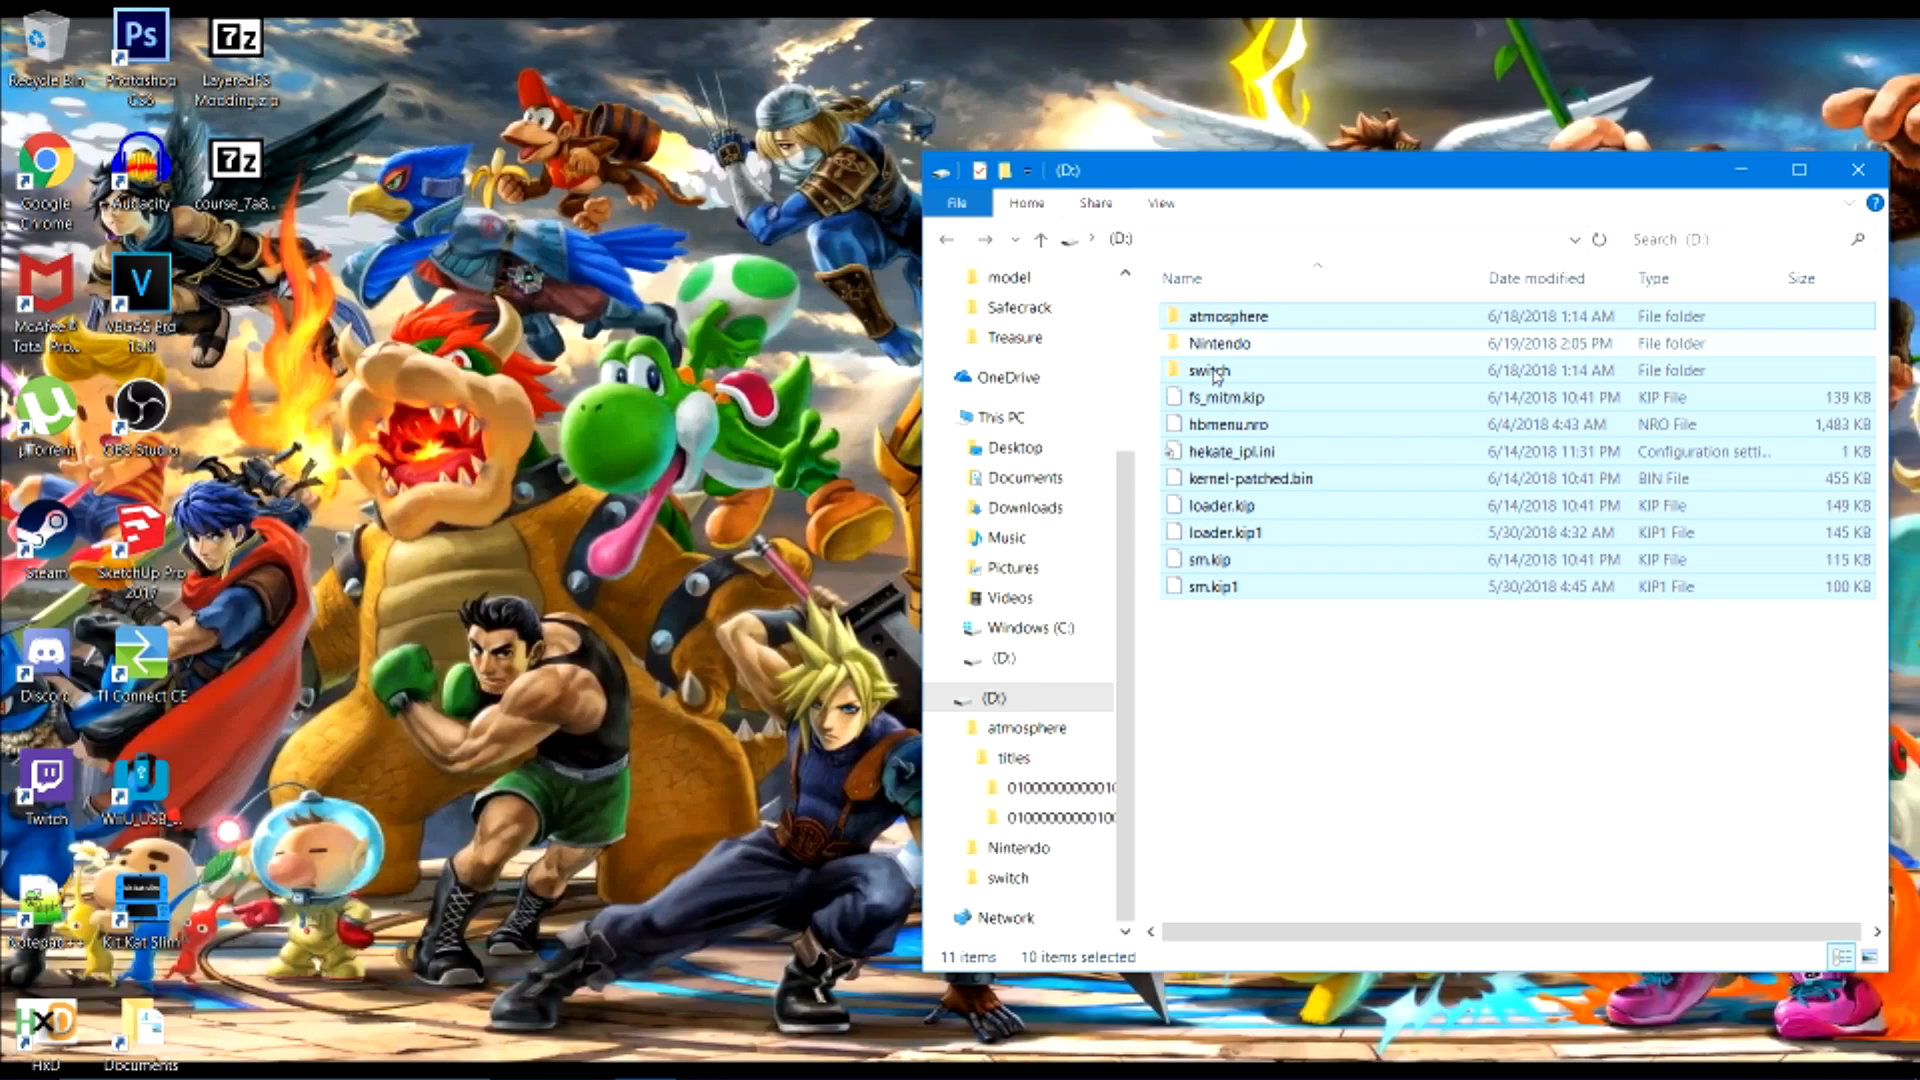 Recycle Bin
Photoshop CS6
LayeredFS Modding.zip
Google Chrome
Audacity
course_7a8...
McAfee® Total Pro...
VEGAS Pro 15.0
µTorrent
OBS Studio
Steam
SketchUp Pro 2017
Discord
TI Connect CE
Twitch
WiiU_USB_...
Notepad++
Kit Kat Slim
HxD
Documents
Ps
7z
7z
V
HxD
(D:)
File Home Share View
(D:)
Search (D:)
model
Safecrack
Treasure
OneDrive
This PC
Desktop
Documents
Downloads
Music
Pictures
Videos
Windows (C:)
(D:)
(D:)
atmosphere
titles
Nintendo
switch
Network
Name Date modified Type Size
atmosphere 6/18/2018 1:14 AM File folder
Nintendo 6/19/2018 2:05 PM File folder
switch 6/18/2018 1:14 AM File folder
fs_mitm.kip 6/14/2018 10:41 PM KIP File 139 KB
hbmenu.nro 6/4/2018 4:43 AM NRO File 1,483 KB
hekate_ipl.ini 6/14/2018 11:31 PM Configuration setti... 1 KB
kernel-patched.bin 6/14/2018 10:41 PM BIN File 455 KB
loader.kip 6/14/2018 10:41 PM KIP File 149 KB
loader.kip1 5/30/2018 4:32 AM KIP1 File 145 KB
sm.kip 6/14/2018 10:41 PM KIP File 115 KB
sm.kip1 5/30/2018 4:45 AM KIP1 File 100 KB
11 items 10 items selected